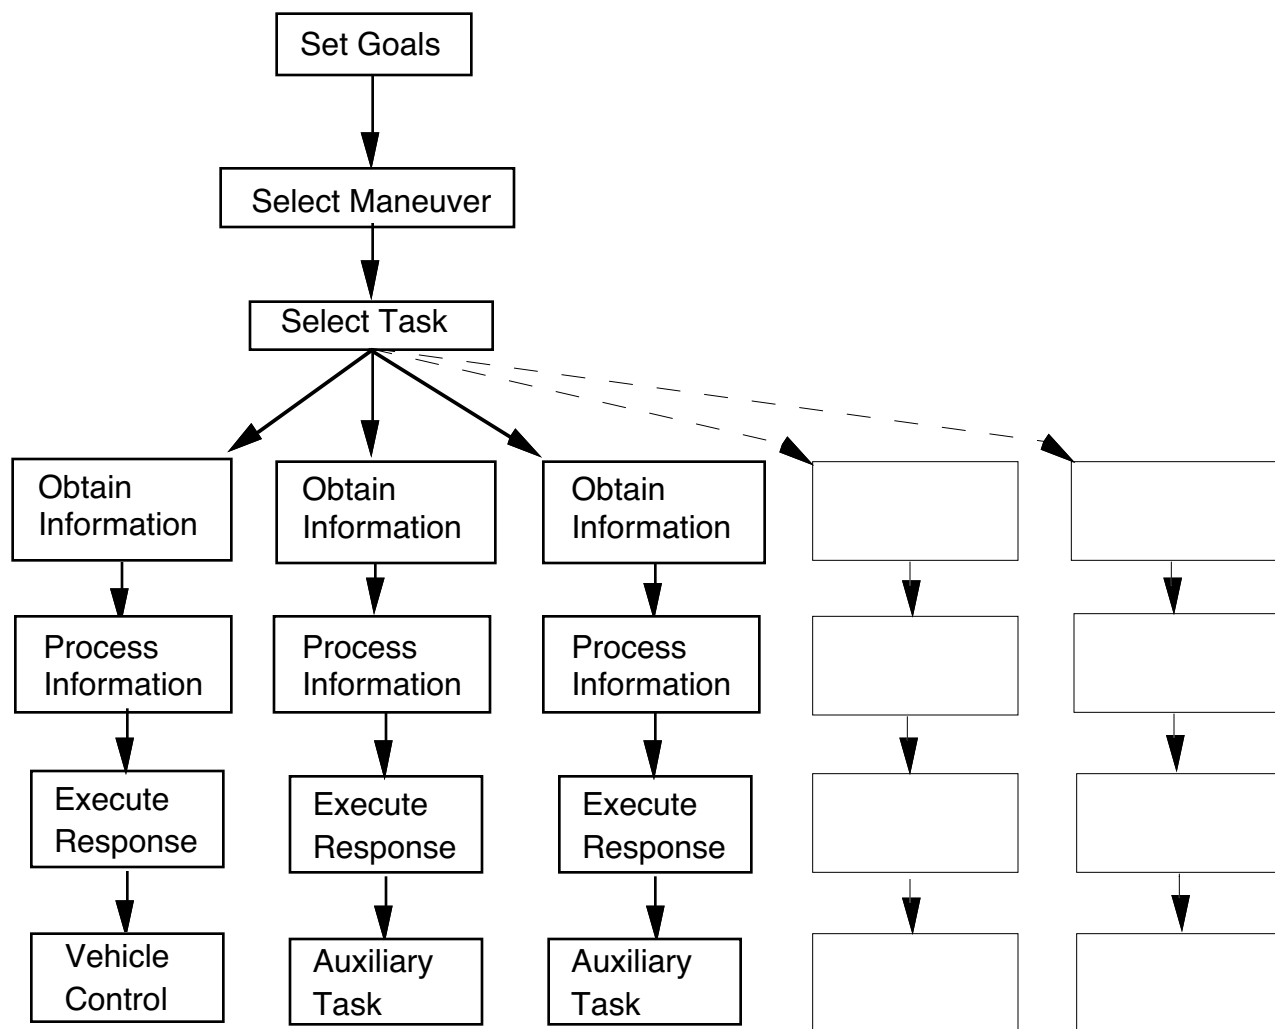 Set Goals
Select Maneuver
Select Task
Obtain
Information
Obtain
Information
Obtain
Information
Process
Information
Process
Information
Process
Information
Execute
Response
Execute
Response
Execute
Response
Vehicle
Control
Auxiliary
Task
Auxiliary
Task